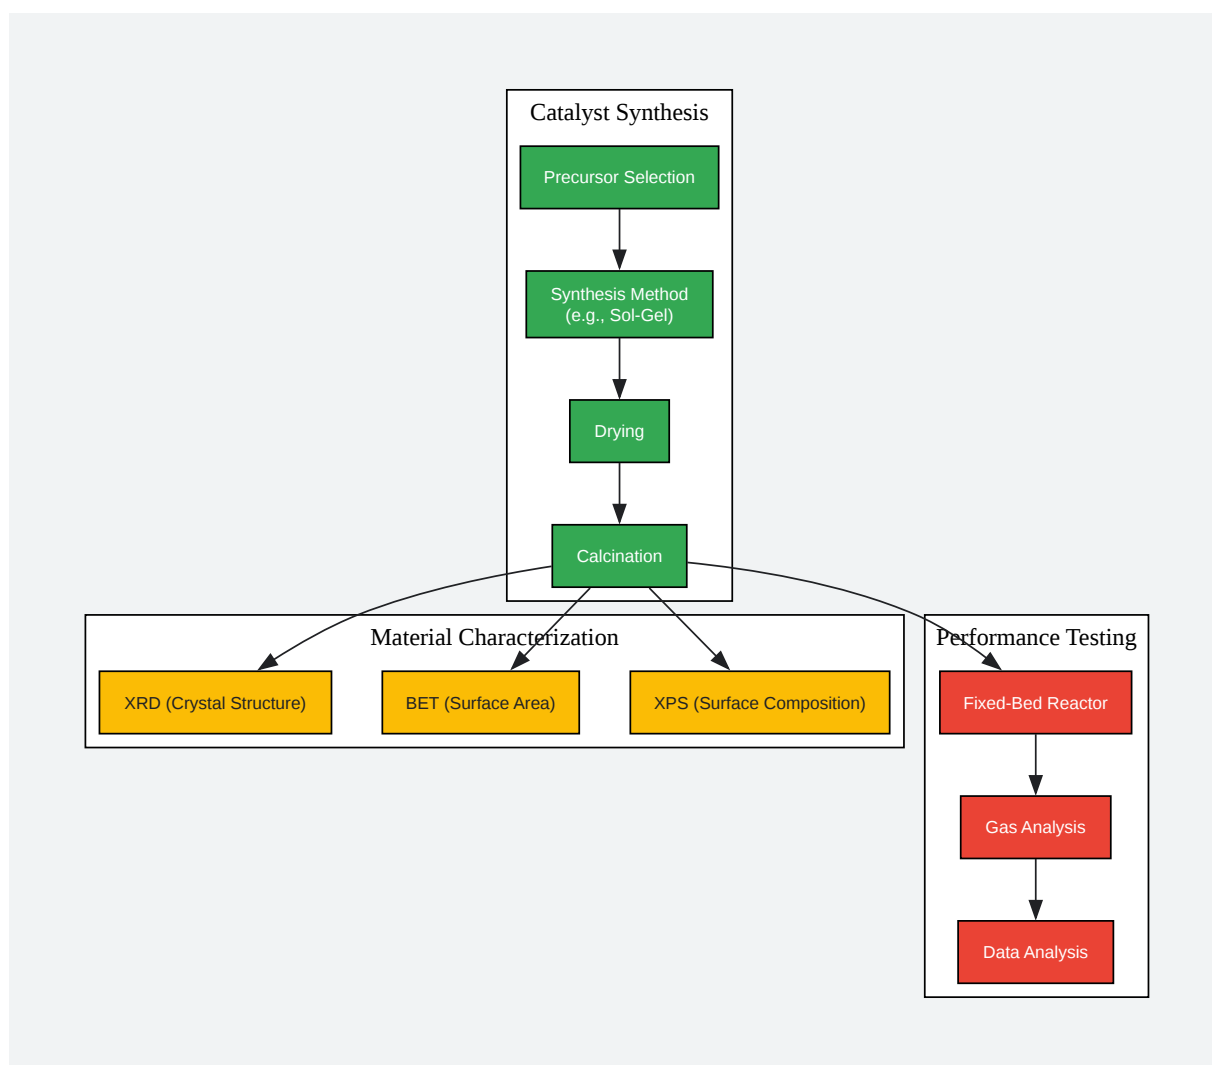 Catalyst Synthesis
Precursor Selection
Synthesis Method
(e.g., Sol-Gel)
Drying
Calcination
Material Characterization
XRD (Crystal Structure)
BET (Surface Area)
XPS (Surface Composition)
Performance Testing
Fixed-Bed Reactor
Gas Analysis
Data Analysis